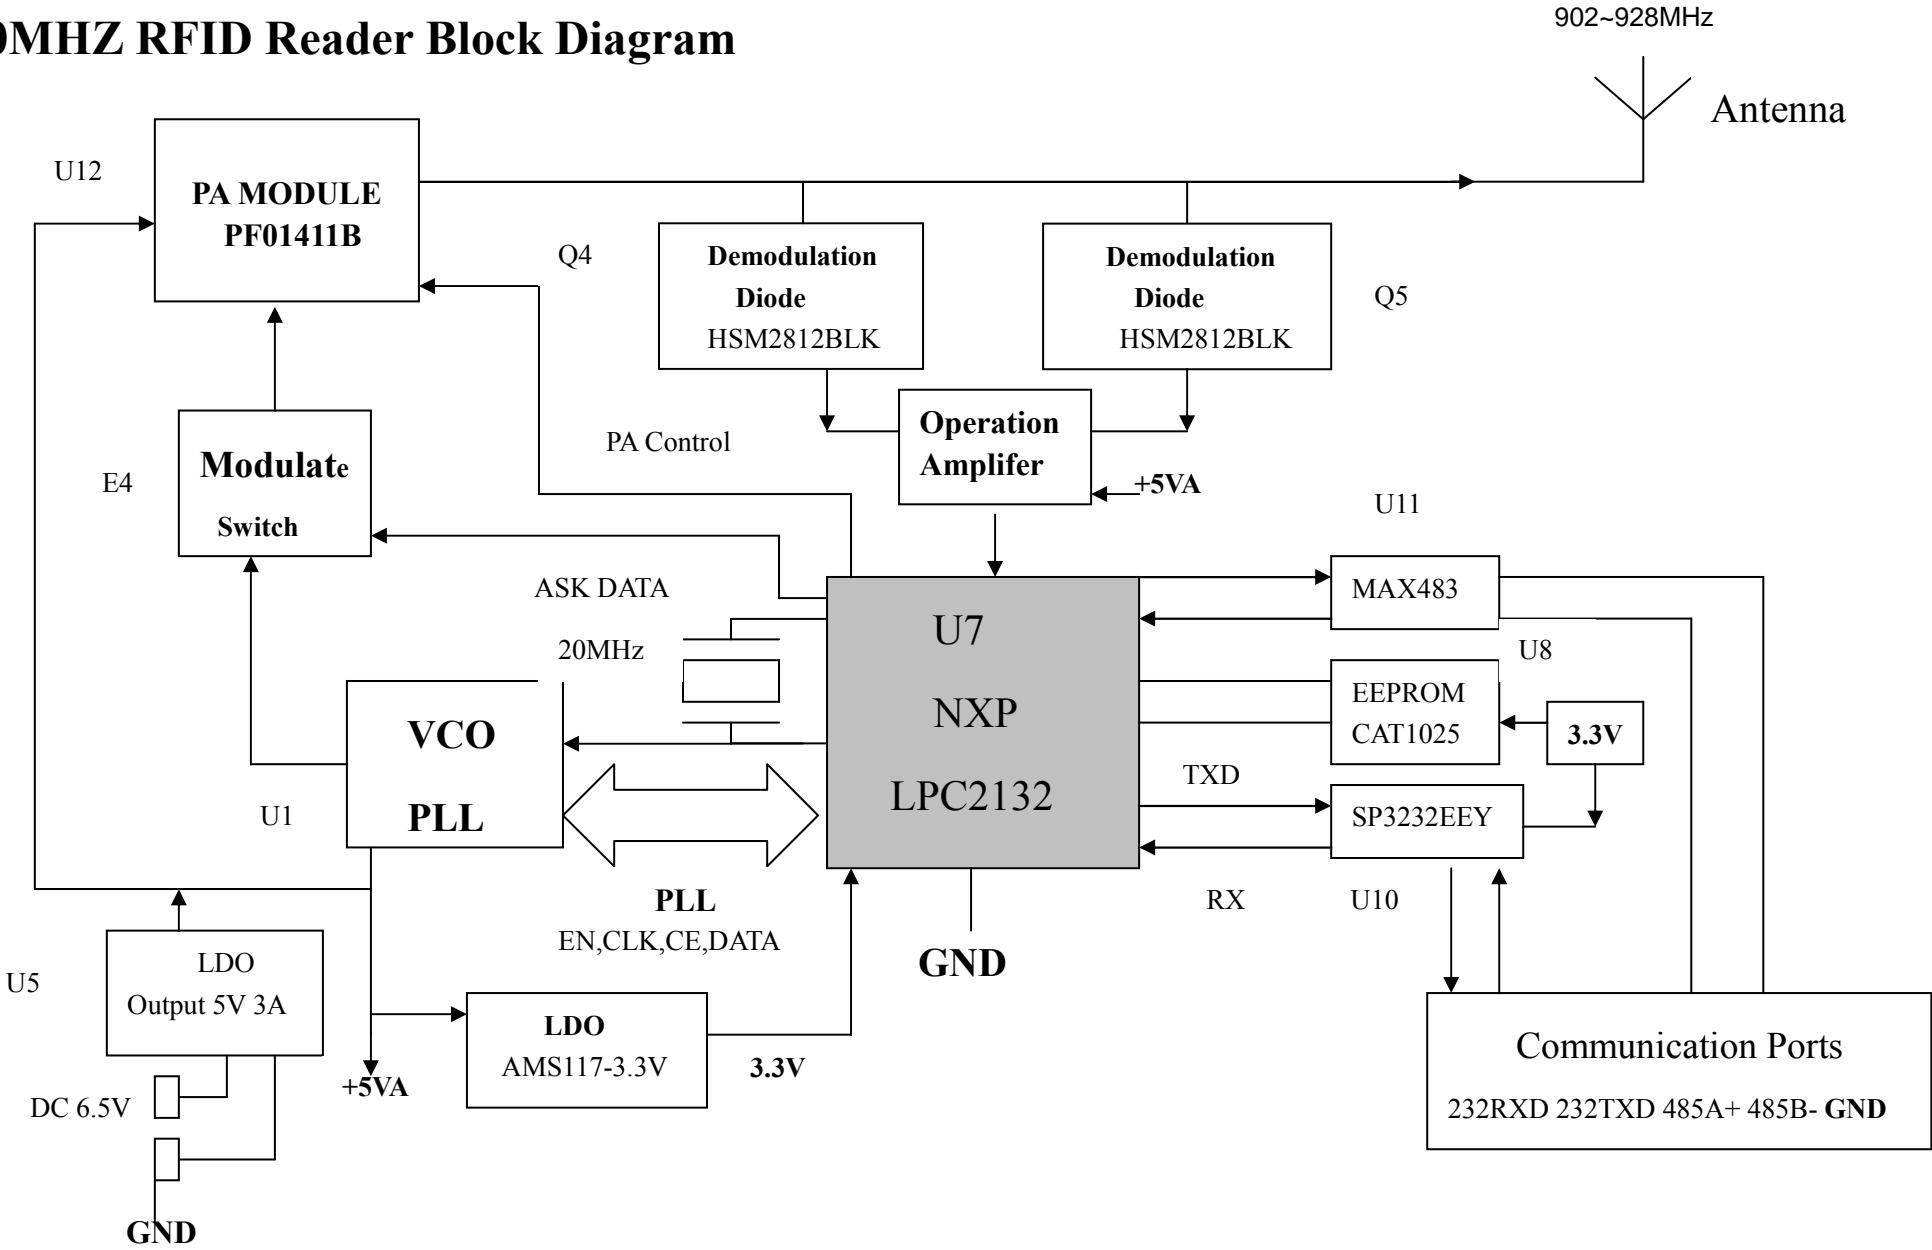 0MHZ RFID Reader Block Diagram
902~928MHz
Antenna
U12
PA MODULE
PF01411B
Q4
Demodulation
Diode
HSM2812BLK
Demodulation
Diode
HSM2812BLK
Q5
PA Control
Operation
Amplifer
+5VA
E4
Modulate
Switch
U11
ASK DATA
MAX483
20MHz
U7
NXP
LPC2132
U8
EEPROM
CAT1025
3.3V
VCO
PLL
U1
TXD
SP3232EEY
RX
U10
PLL
EN,CLK,CE,DATA
GND
U5
LDO
Output 5V 3A
LDO
AMS117-3.3V
3.3V
+5VA
DC 6.5V
GND
Communication Ports
232RXD 232TXD 485A+ 485B- GND